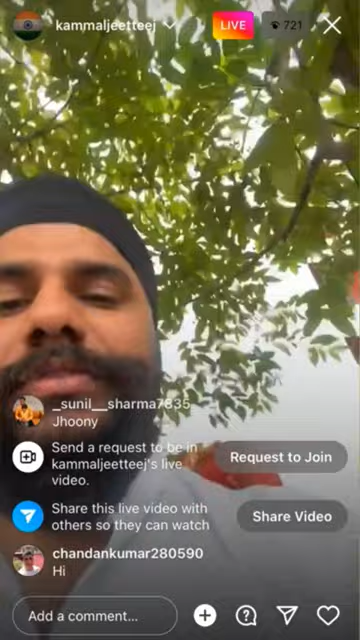 kammaljeetteej
LIVE
721
_sunil__sharma7835
Jhoony
Send a request to be in
kammaljeetteej's live
video.
Request to Join
Share this live video with
others so they can watch
Share Video
chandankumar280590
Hi
Add a comment...